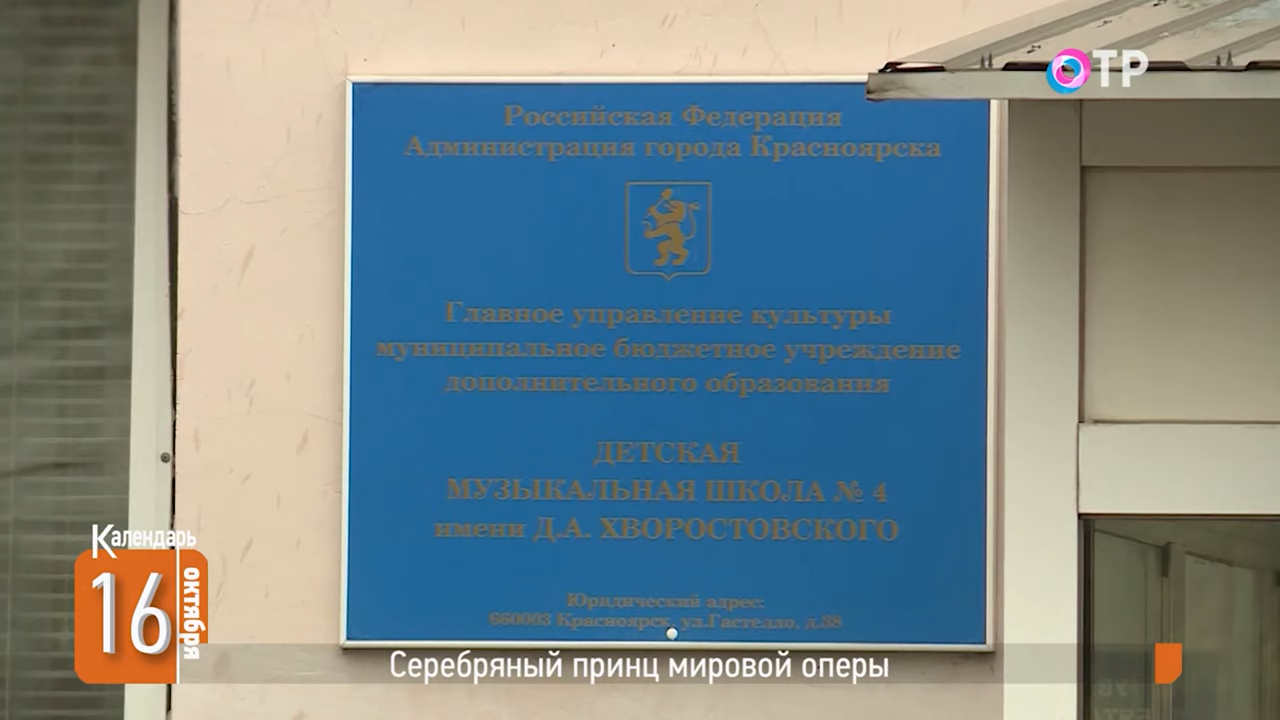 ОТР
Российская Федерация
Администрация города Красноярска
Главное управление культуры
муниципальное бюджетное учреждение
дополнительного образования
ДЕТСКАЯ
МУЗЫКАЛЬНАЯ ШКОЛА № 4
имени Д.А. ХВОРОСТОВСКОГО
Юридический адрес:
660003 Красноярск, ул.Гастелло, д.38
Календарь
16
октября
Серебряный принц мировой оперы